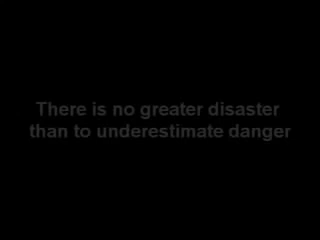 There is no greater disaster
than to underestimate danger